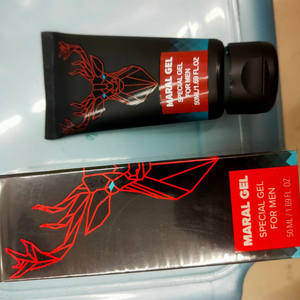 MARAL GEL
SPECIAL GEL
FOR MEN
50ML/1.69 FL.OZ
MARAL GEL
SPECIAL GEL
FOR MEN
50 ML / 1.69 FL. OZ